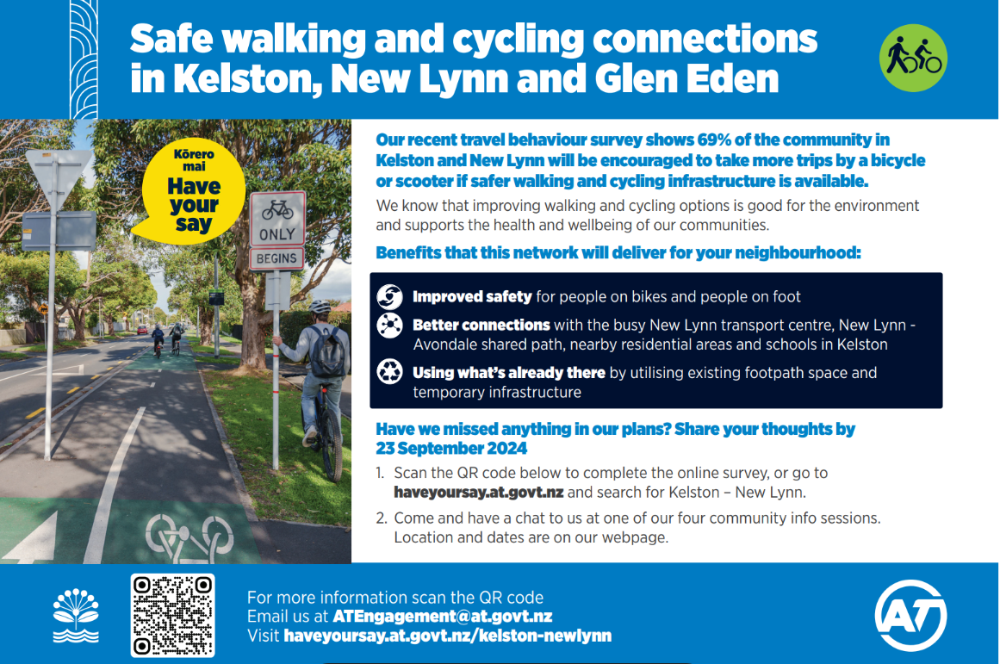 Safe walking and cycling connections
in Kelston, New Lynn and Glen Eden
Kōrero
mai
Have
your
say
ONLY
BEGINS
Our recent travel behaviour survey shows 69% of the community in
Kelston and New Lynn will be encouraged to take more trips by a bicycle
or scooter if safer walking and cycling infrastructure is available.
We know that improving walking and cycling options is good for the environment
and supports the health and wellbeing of our communities.
Benefits that this network will deliver for your neighbourhood:
Improved safety for people on bikes and people on foot
Better connections with the busy New Lynn transport centre, New Lynn -
Avondale shared path, nearby residential areas and schools in Kelston
Using what's already there by utilising existing footpath space and
temporary infrastructure
Have we missed anything in our plans? Share your thoughts by
23 September 2024
1. Scan the QR code below to complete the online survey, or go to
haveyoursay.at.govt.nz and search for Kelston – New Lynn.
2. Come and have a chat to us at one of our four community info sessions.
Location and dates are on our webpage.
For more information scan the QR code
Email us at ATEngagement@at.govt.nz
Visit haveyoursay.at.govt.nz/kelston-newlynn
AT